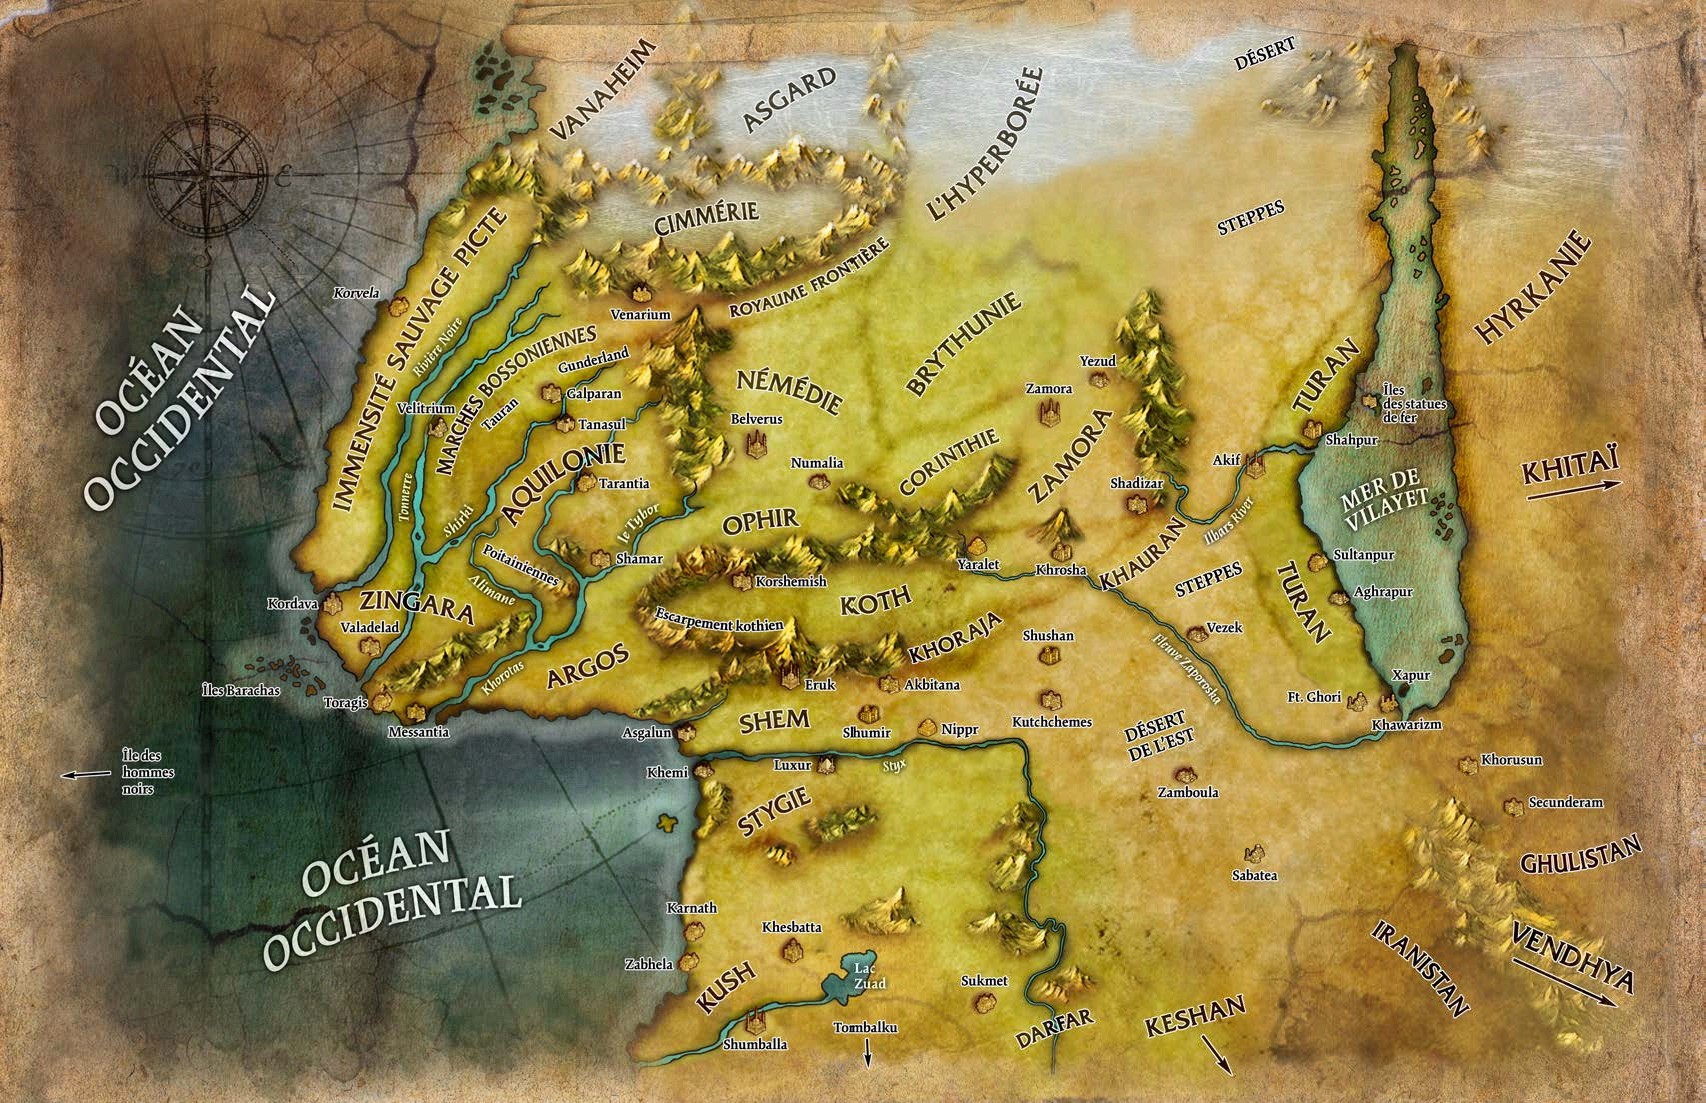 DÉSERT
VANAHEIM
ASGARD
L'HYPERBORÉE
E
CIMMÉRIE
STEPPES
IMMENSITÉ SAUVAGE PICTE
HYRKANIE
Korvela
Venarium
ROYAUME FRONTIÈRE
OCÉAN
OCCIDENTAL
Rivière Noire
MARCHES BOSSONIENNES
Gunderland
BRYTHUNIE
TURAN
Yezud
NÉMÉDIE
Zamora
Galparan
Îles
des statues
de fer
Velitrium
Tauran
Belverus
Tanasul
Shahpur
AQUILONIE
CORINTHIE
ZAMORA
Akif
Numalia
KHITAÏ
Tarantia
Shadizar
MER DE
VILAYET
Tonnerre
Shirki
le Tybor
OPHIR
Ilbars River
KHAURAN
Poitainiennes
Shamar
Yaralet
Khrosha
Sultanpur
STEPPES
Korshemish
Alimane
Aghrapur
Kordava
ZINGARA
KOTH
TURAN
Valadelad
Escarpement kothien
KHORAJA
Shushan
Vezek
Fleuve Zaporoska
ARGOS
Khorotas
Îles Barachas
Eruk
Akbitana
Xapur
Toragis
Ft. Ghori
Messantia
SHEM
Kutchchemes
Khawarizm
Asgalun
Shumir
Nippr
DÉSERT
DE L'EST
Île des
hommes
noirs
Khemi
Luxur
Styx
Khorusun
Zamboula
Secunderam
STYGIE
OCÉAN
OCCIDENTAL
GHULISTAN
Sabatea
Karnath
Khesbatta
IRANISTAN
VENDHYA
Zabhela
KUSH
Lac
Zuad
Sukmet
Tombalku
DARFAR
KESHAN
Shumballa